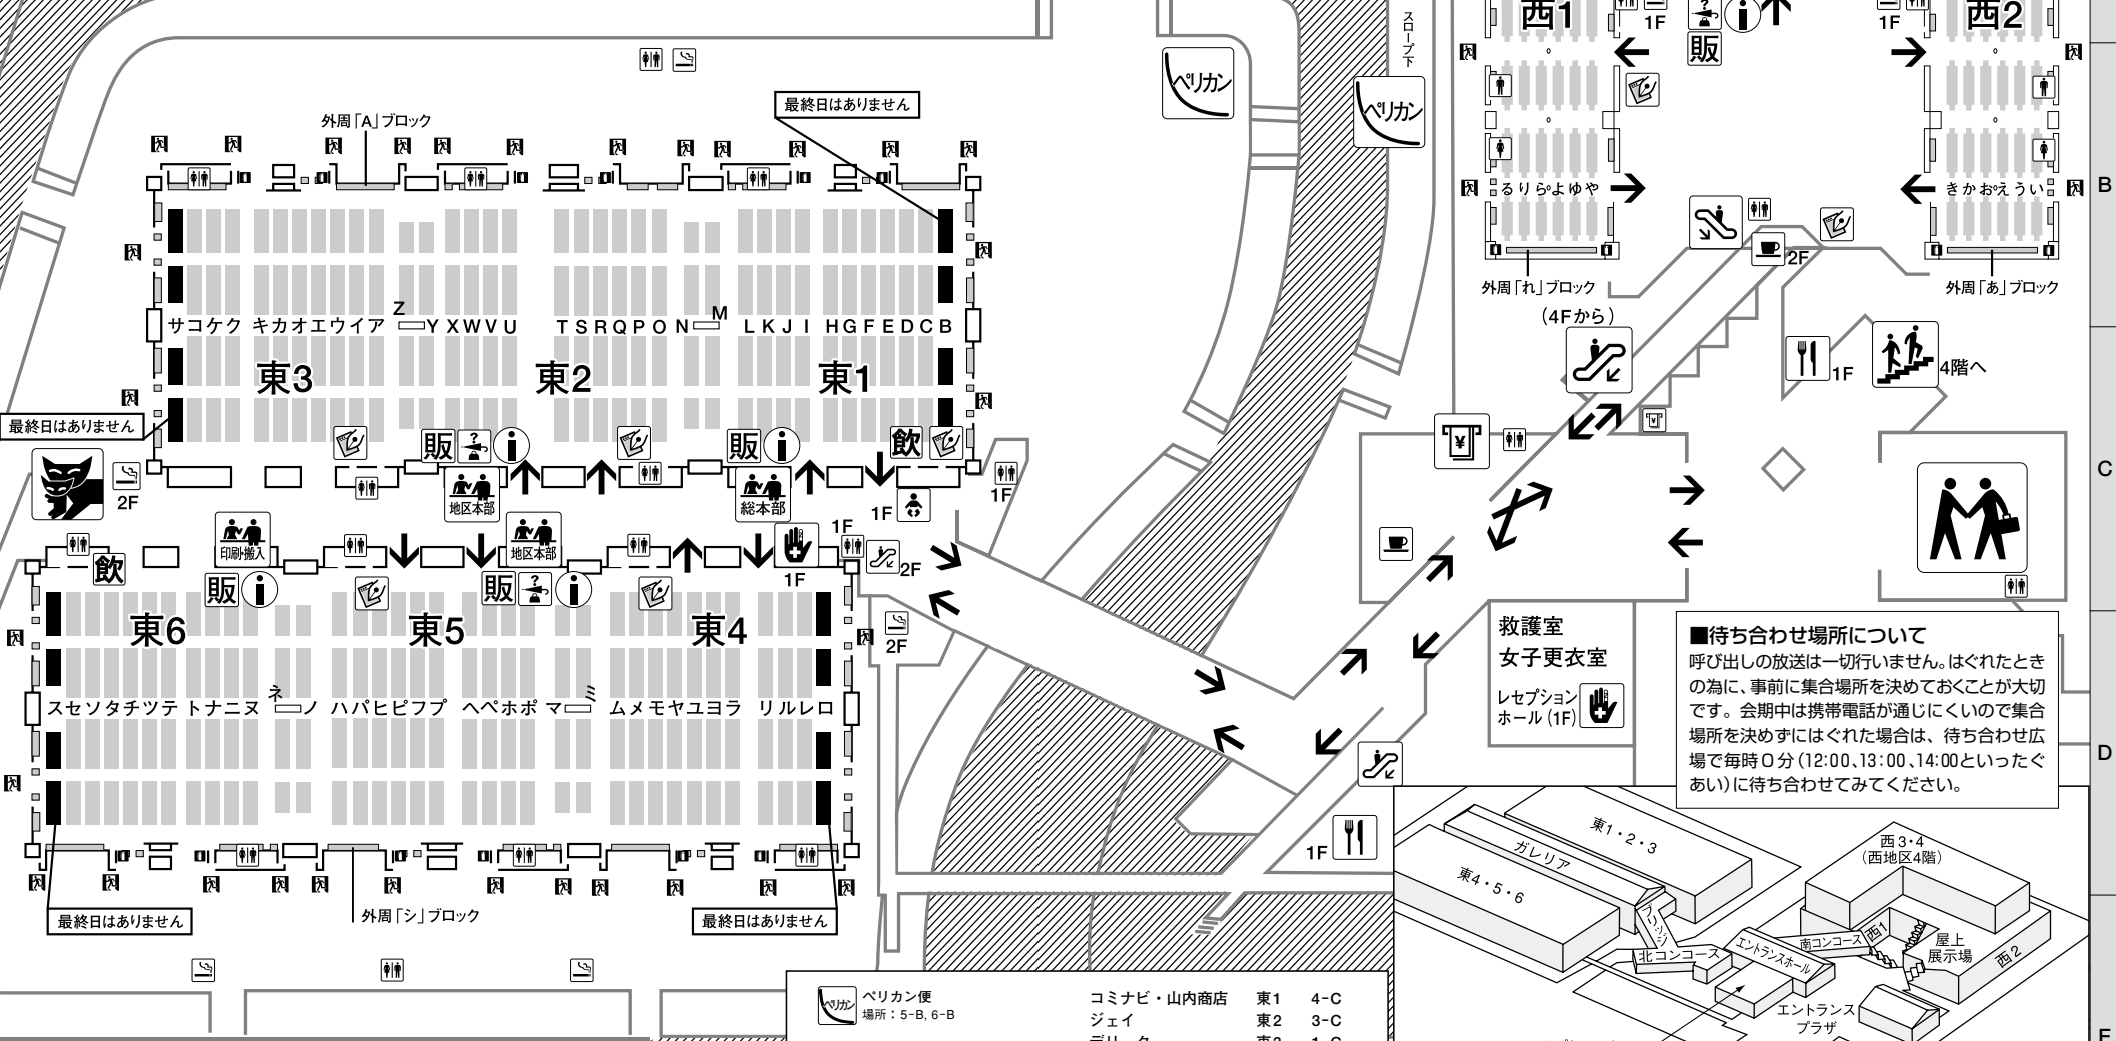 スロープ下
西1
1F
販
1F
西2
ペリカン
ペリカン
最終日はありません
外周「A」ブロック
B
るりらよゆや
きかおえうい
2F
外周「れ」ブロック
外周「あ」ブロック
(4Fから)
サコケク キカオエウイア Z Y X W V U T S R Q P O N M L K J I H G F E D C B
東3
東2
東1
1F
4階へ
最終日はありません
販
販
飲
C
2F
地区本部
総本部
1F
1F
1F
印刷・搬入
地区本部
飲
販
販
1F
2F
東6
東5
東4
2F
救護室
女子更衣室
レセプション
ホール(1F)
■待ち合わせ場所について
呼び出しの放送は一切行いません。はぐれたとき
の為に、事前に集合場所を決めておくことが大切
です。会期中は携帯電話が通じにくいので集合
場所を決めずにはぐれた場合は、待ち合わせ広
場で毎時0分(12:00、13:00、14:00といったぐ
あい)に待ち合わせてみてください。
スセソタチツテ トナニヌ ネ ノ ハパヒピフプ ヘペホポ マ ミ ムメモヤユヨラ リルレロ
D
1F
最終日はありません
外周「シ」ブロック
最終日はありません
東1・2・3
ガレリア
東4・5・6
西3・4
(西地区4階)
ブリッジ
北コンコース
エントランスホール
南コンコース
西1
屋上
展示場
西2
エントランス
プラザ
ペリカン
ペリカン便
場所：5-B, 6-B
コミナビ・山内商店 東1 4-C
ジェイ 東2 3-C